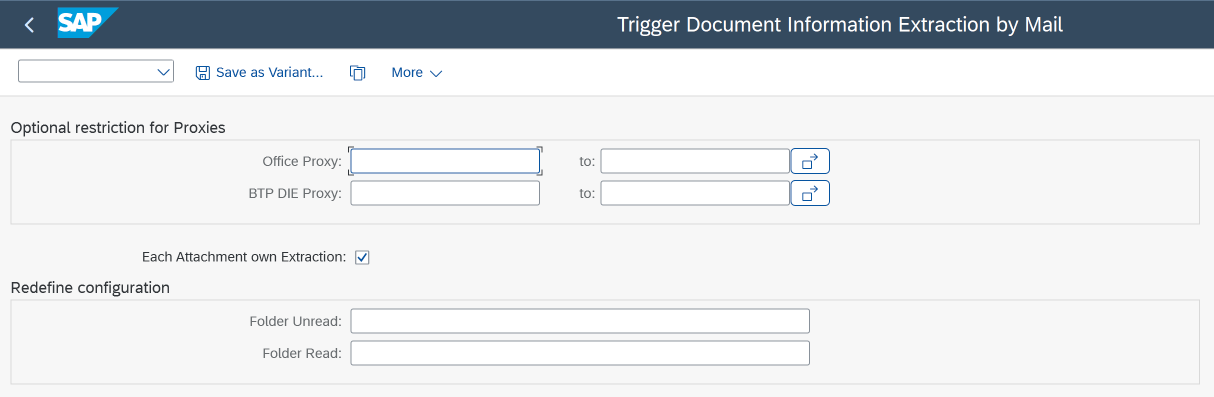 SAP Trigger Document Information Extraction by Mail
Save as Variant... More
Optional restriction for Proxies
Office Proxy: to:
BTP DIE Proxy: to:
Each Attachment own Extraction:
Redefine configuration
Folder Unread:
Folder Read: